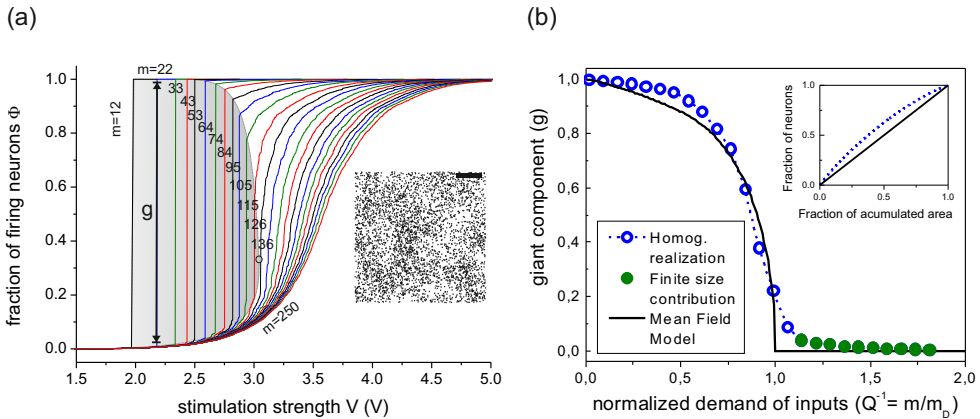 (a)
fraction of firing neurons Φ
1.0
0.8
0.6
0.4
0.2
0.0
m=22
m=12
33
43
53
64
74
84
95
105
115
126
136
g
m=250
1.5
2.0
2.5
3.0
3.5
4.0
4.5
5.0
stimulation strength V (V)
(b)
giant component (g)
1,0
0,8
0,6
0,4
0,2
0,0
Fraction of neurons
1.0
0.5
0.0
0.0
0.5
1.0
Fraction of acumulated area
Homog.
realization
Finite size
contribution
Mean Field
Model
0,0
0,5
1,0
1,5
2,0
normalized demand of inputs (Q⁻¹= m/m_D)